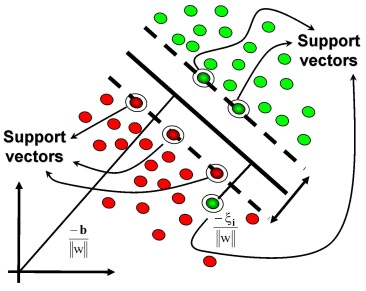 Support
vectors
Support
vectors
-b
||w||
-ξi
||w||